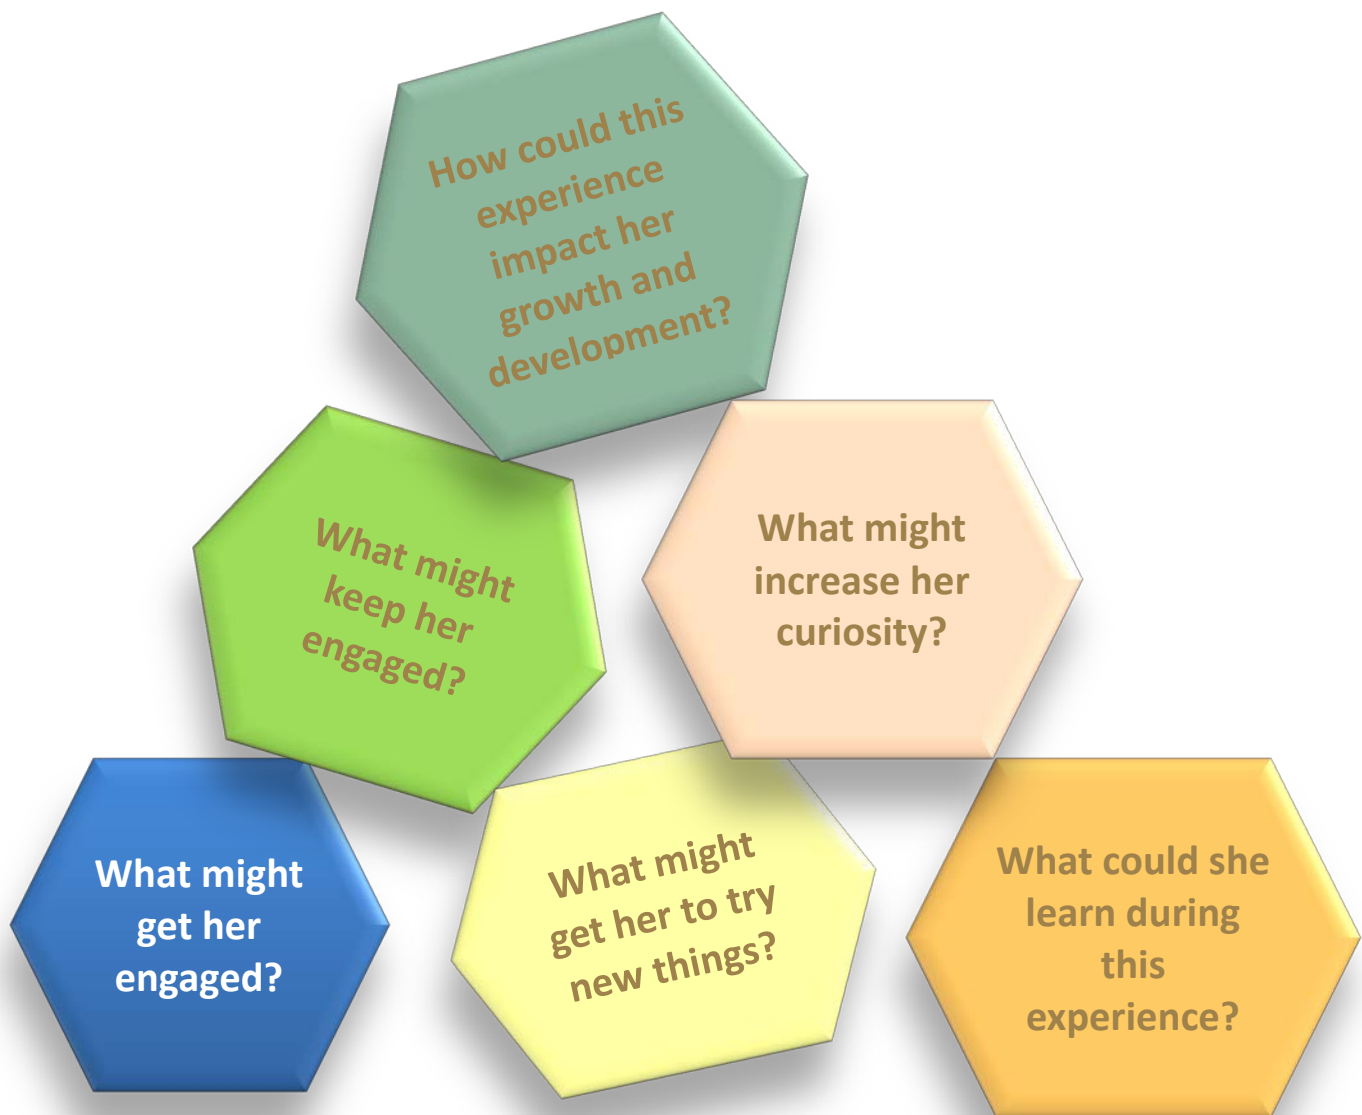 How could this
experience
impact her
growth and
development?
What might
keep her
engaged?
What might
increase her
curiosity?
What might
get her
engaged?
What might
get her to try
new things?
What could she
learn during
this
experience?